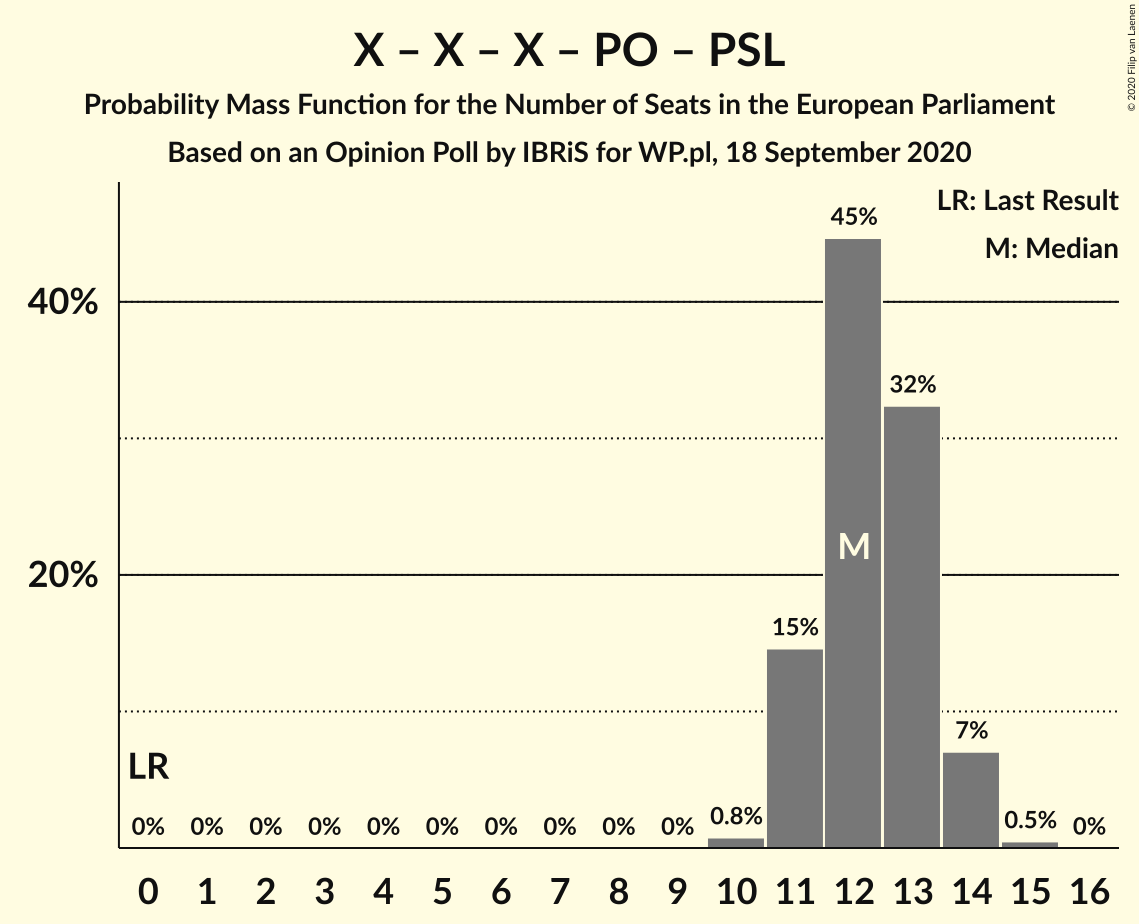 X – X – X – PO – PSL
Probability Mass Function for the Number of Seats in the European Parliament
Based on an Opinion Poll by IBRiS for WP.pl, 18 September 2020
© 2020 Filip van Laenen
LR: Last Result
M: Median
45%
40%
32%
M
20%
15%
7%
LR
0% 0% 0% 0% 0% 0% 0% 0% 0% 0% 0.8% 0.5% 0%
0 1 2 3 4 5 6 7 8 9 10 11 12 13 14 15 16